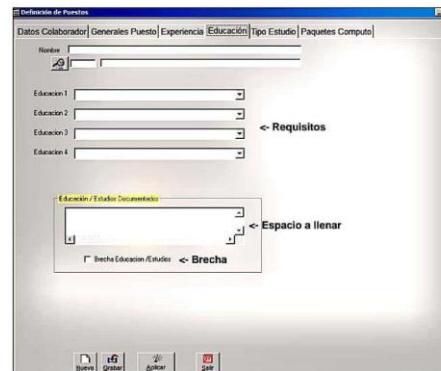 Definición de Puestos
Datos Colaborador Generales Puesto Experiencia Educación Tipo Estudio Paquetes Computo
Nombre
Educacion 1
Educacion 2
Educacion 3
<- Requisitos
Educacion 4
Educación / Estudios Documentados
<- Espacio a llenar
Brecha Educacion /Estudios <- Brecha
Nuevo Grabar Aplicar Salir